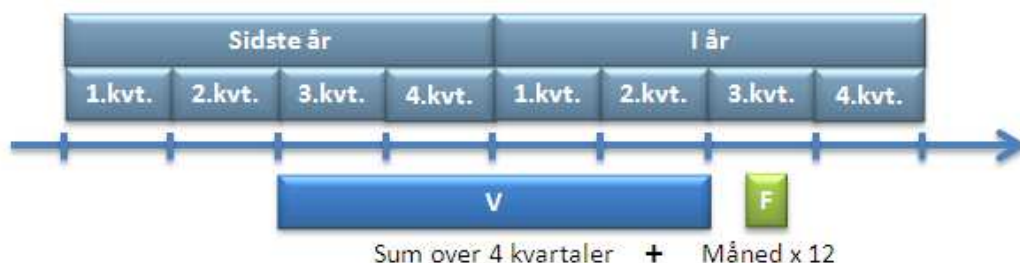 Sidste år I år
1.kvt. 2.kvt. 3.kvt. 4.kvt. 1.kvt. 2.kvt. 3.kvt. 4.kvt.
V F
Sum over 4 kvartaler + Måned x 12